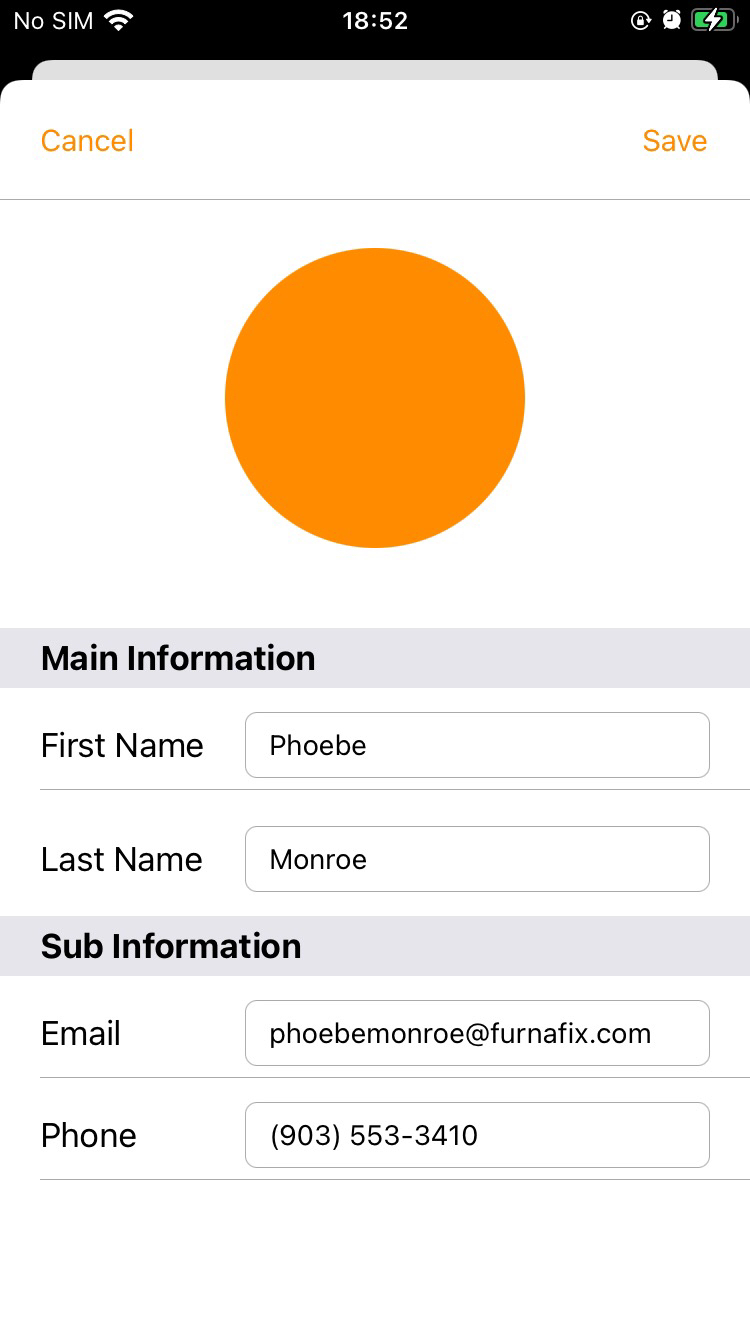 No SIM 18:52
Cancel Save
Main Information
First Name Phoebe
Last Name Monroe
Sub Information
Email phoebemonroe@furnafix.com
Phone (903) 553-3410